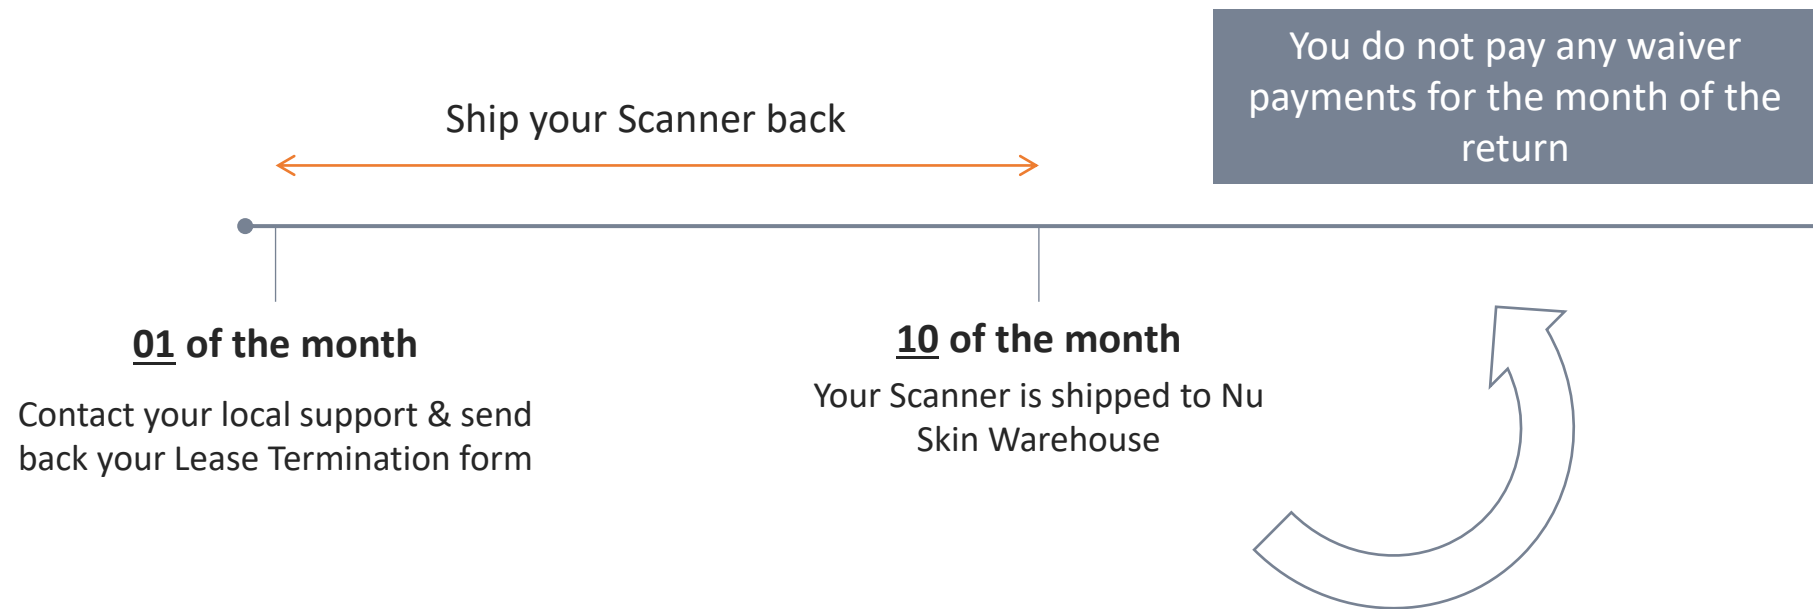 You do not pay any waiver
payments for the month of the
return
Ship your Scanner back
01 of the month
Contact your local support & send
back your Lease Termination form
10 of the month
Your Scanner is shipped to Nu
Skin Warehouse